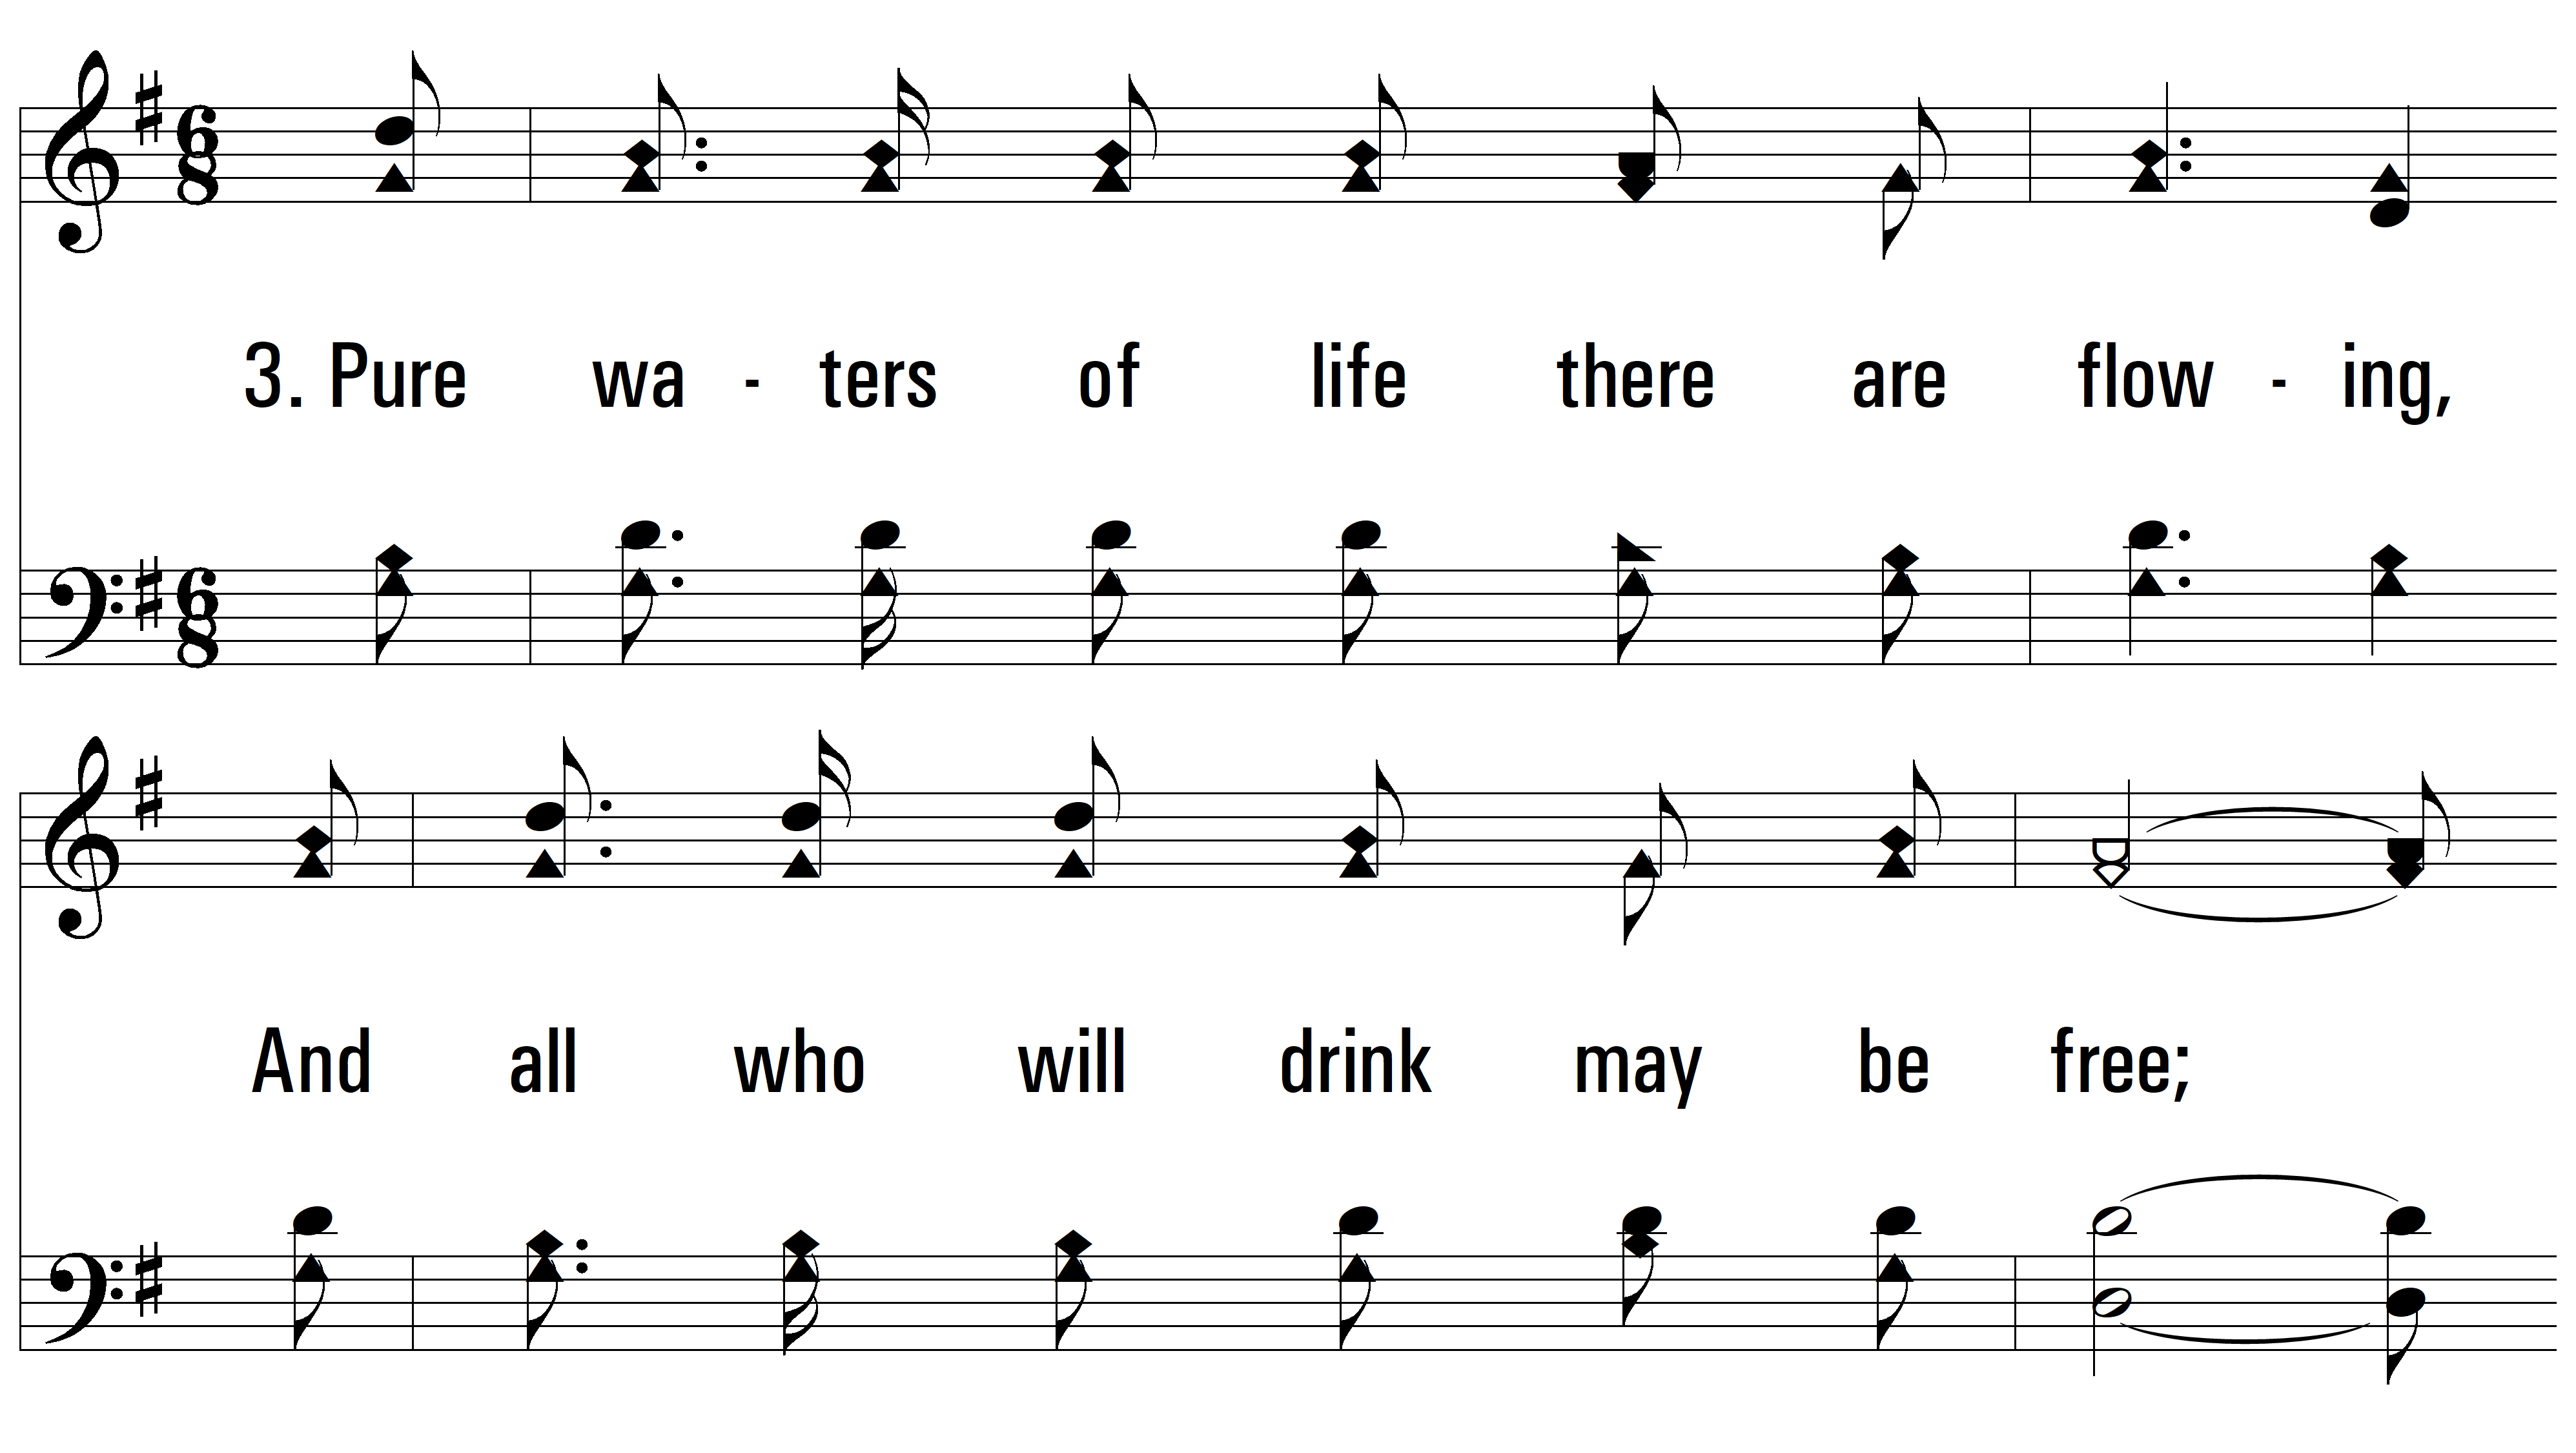 3. Pure wa - ters of life there are flow - ing,
And all who will drink may be free;